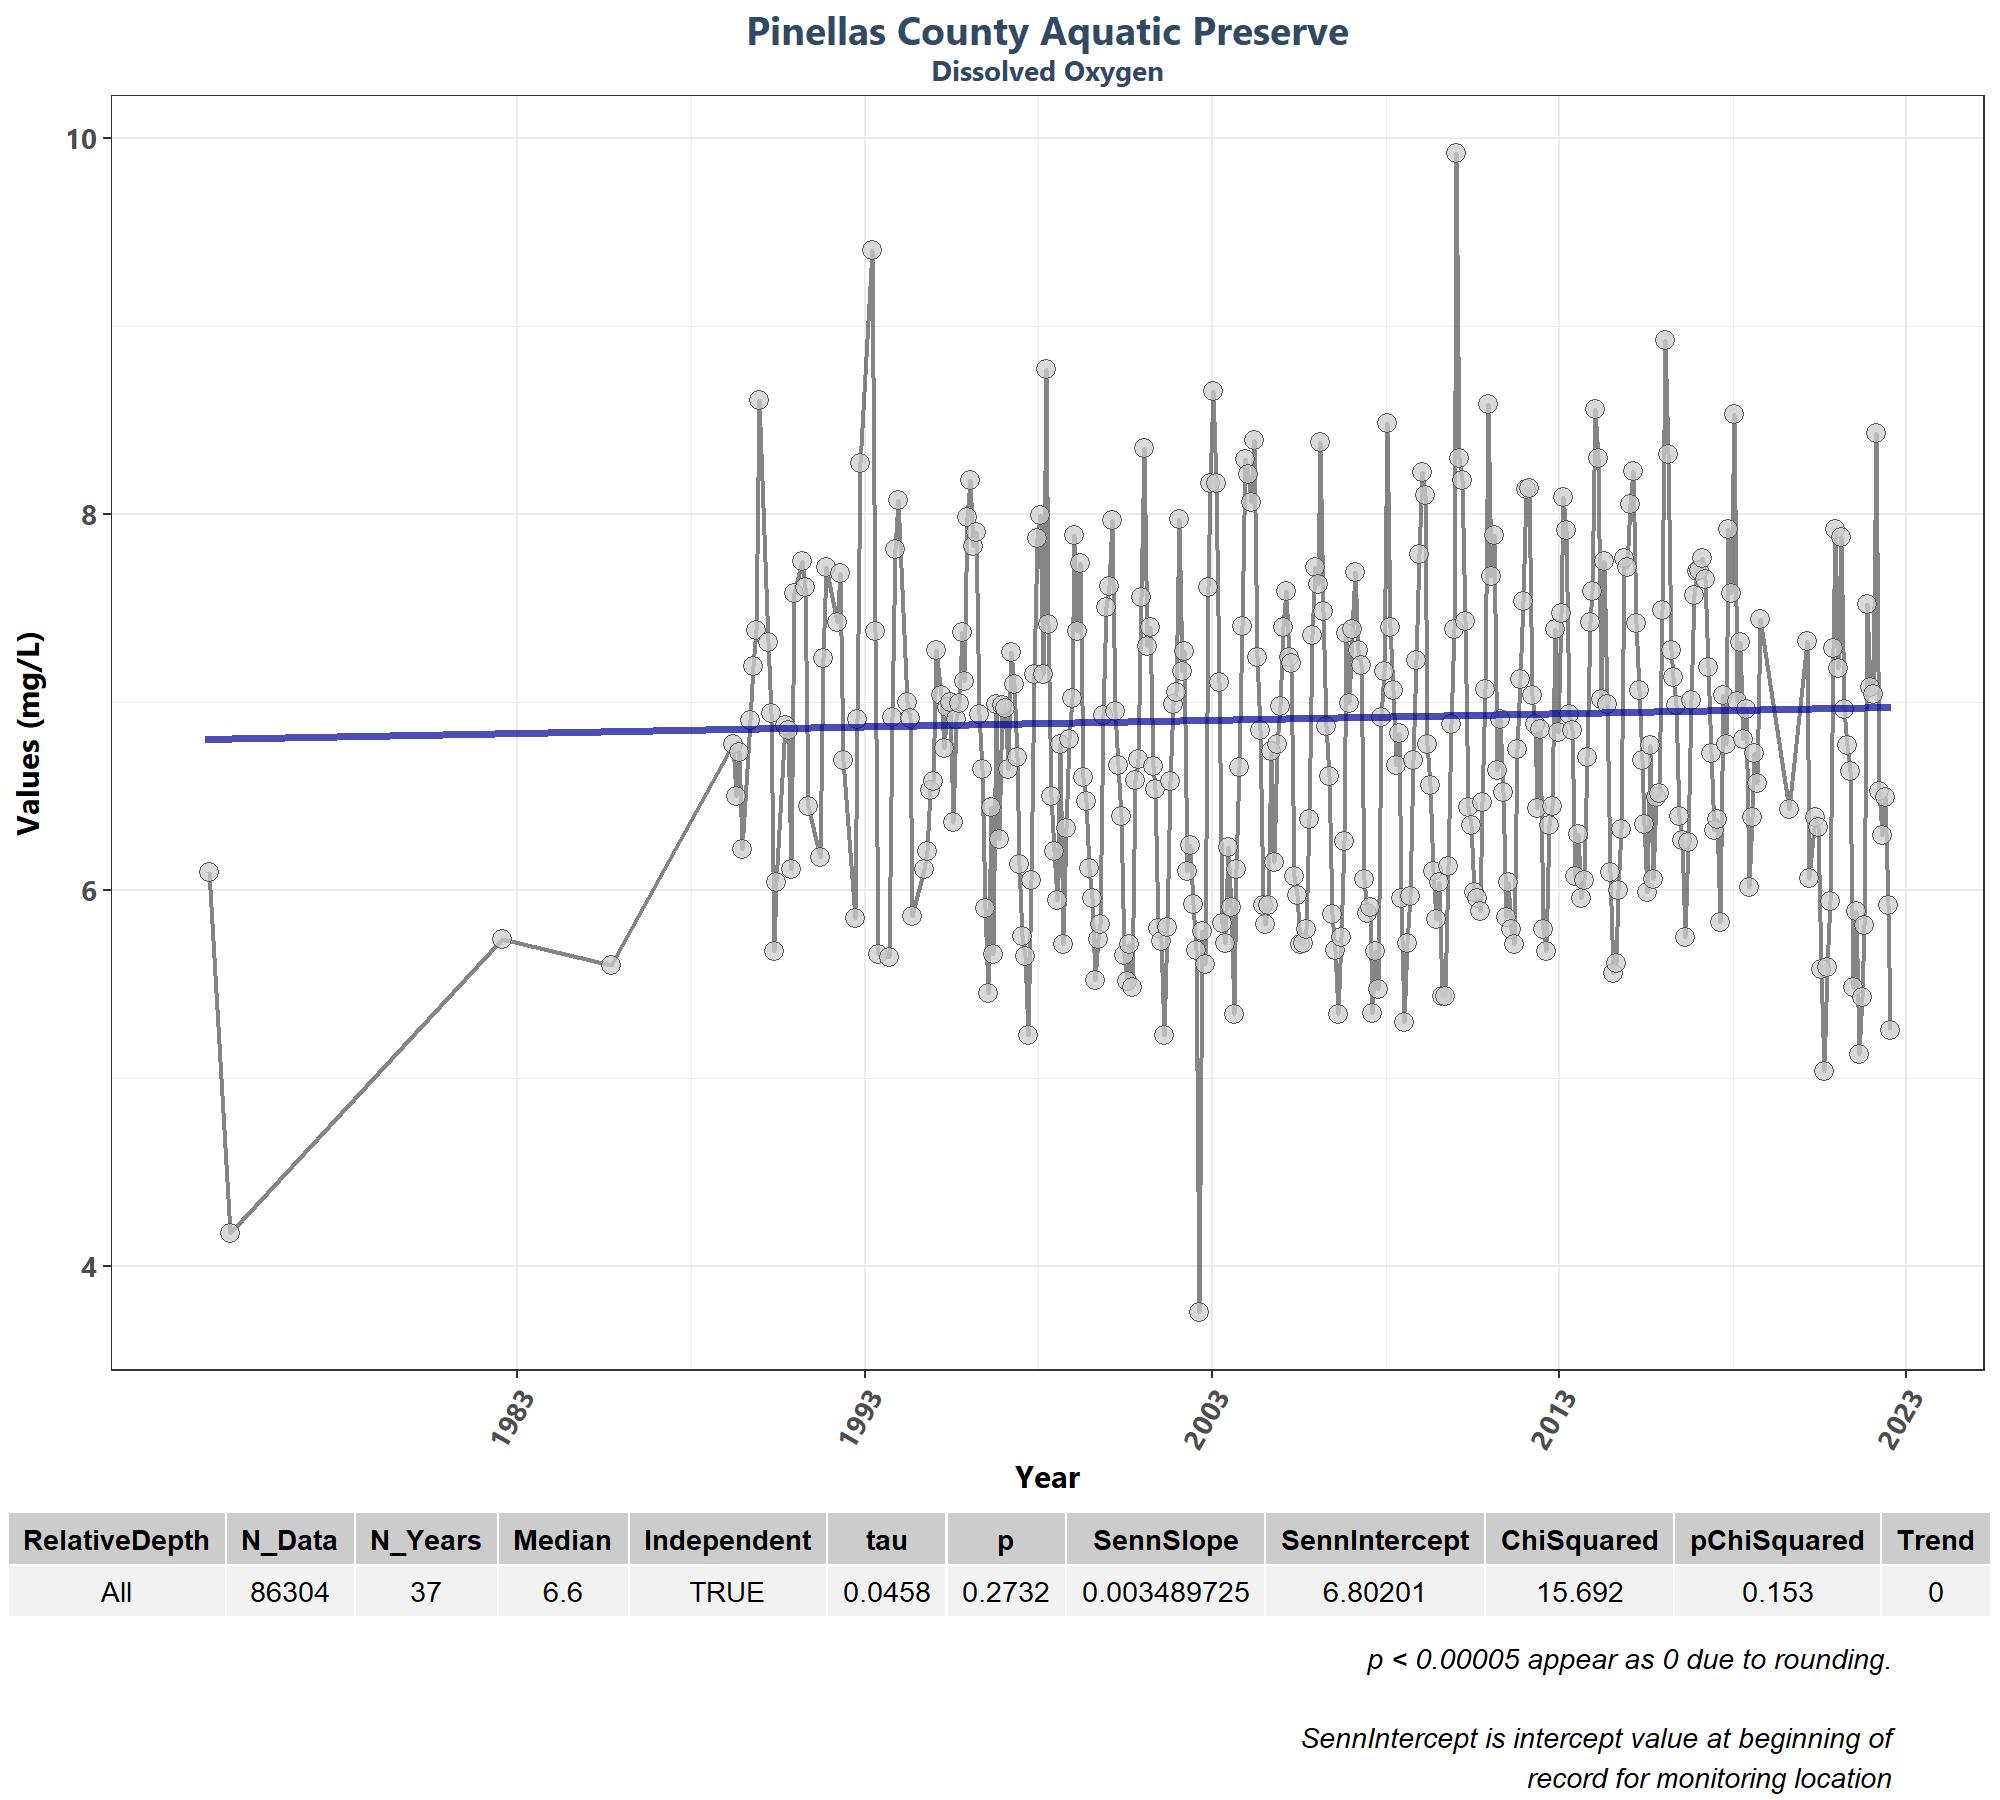 Pinellas County Aquatic Preserve
Dissolved Oxygen
10
8
6
4
Values (mg/L)
1983
1993
2003
2013
2023
Year
RelativeDepth N_Data N_Years Median Independent tau p SennSlope SennIntercept ChiSquared pChiSquared Trend
All 86304 37 6.6 TRUE 0.0458 0.2732 0.003489725 6.80201 15.692 0.153 0
p < 0.00005 appear as 0 due to rounding.
SennIntercept is intercept value at beginning of
record for monitoring location